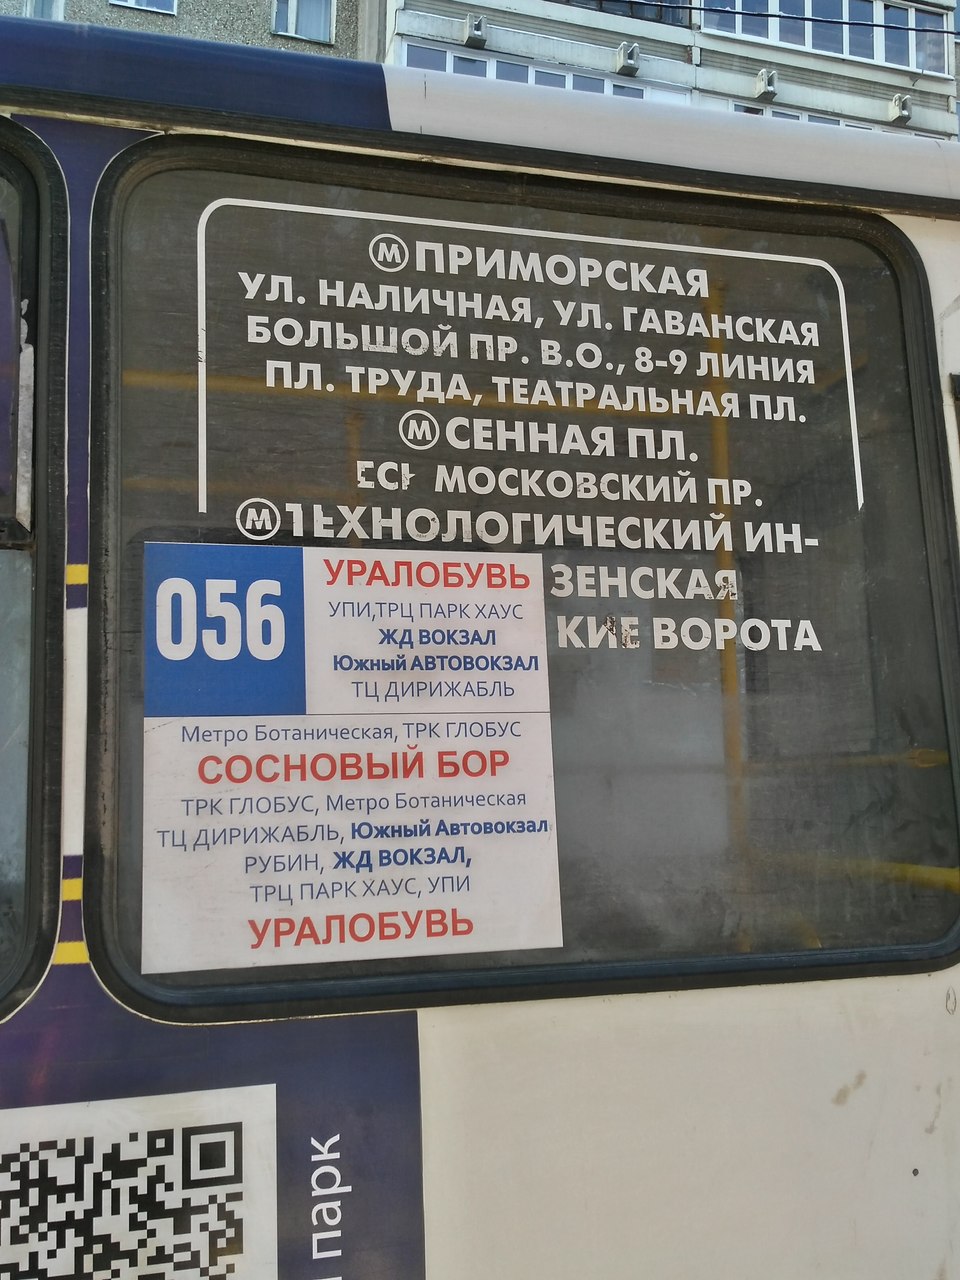 М ПРИМОРСКАЯ
УЛ. НАЛИЧНАЯ, УЛ. ГАВАНСКАЯ
БОЛЬШОЙ ПР. В.О., 8-9 ЛИНИЯ
ПЛ. ТРУДА, ТЕАТРАЛЬНАЯ ПЛ.
М СЕННАЯ ПЛ.
МОСКОВСКИЙ ПР.
М ТЕХНОЛОГИЧЕСКИЙ ИН-
ЗЕНСКАЯ
КИЕ ВОРОТА
056
УРАЛОБУВЬ
УПИ,ТРЦ ПАРК ХАУС
ЖД ВОКЗАЛ
Южный АВТОВОКЗАЛ
ТЦ ДИРИЖАБЛЬ
Метро Ботаническая, ТРК ГЛОБУС
СОСНОВЫЙ БОР
ТРК ГЛОБУС, Метро Ботаническая
ТЦ ДИРИЖАБЛЬ, Южный Автовокзал
РУБИН, ЖД ВОКЗАЛ,
ТРЦ ПАРК ХАУС, УПИ
УРАЛОБУВЬ
парк